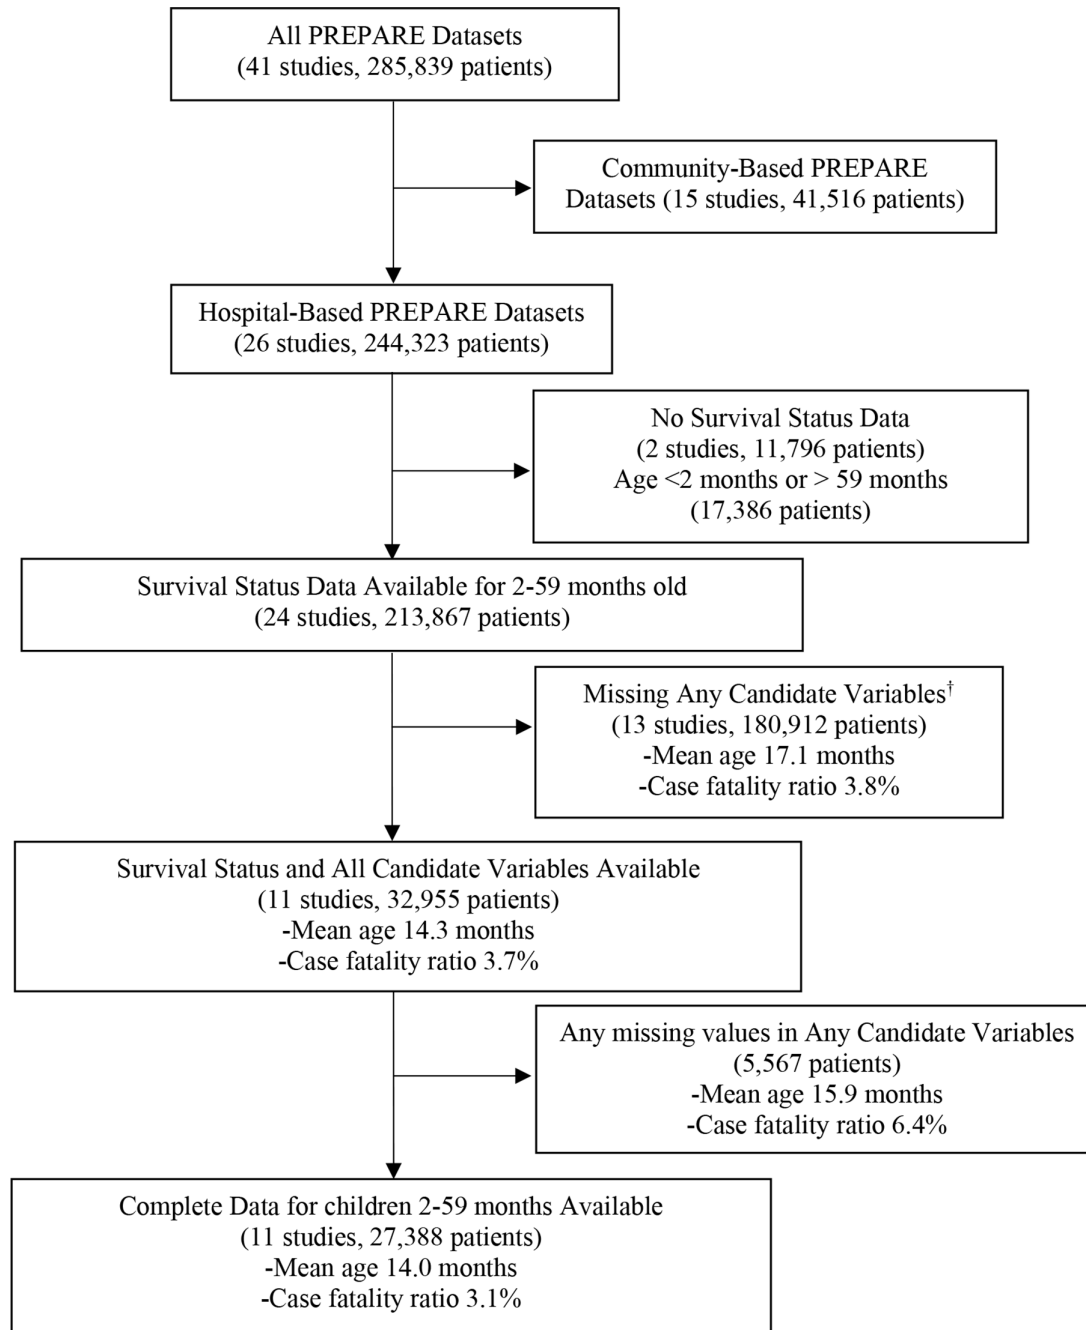 All PREPARE Datasets
(41 studies, 285,839 patients)
Community-Based PREPARE
Datasets (15 studies, 41,516 patients)
Hospital-Based PREPARE Datasets
(26 studies, 244,323 patients)
No Survival Status Data
(2 studies, 11,796 patients)
Age <2 months or > 59 months
(17,386 patients)
Survival Status Data Available for 2-59 months old
(24 studies, 213,867 patients)
Missing Any Candidate Variables†
(13 studies, 180,912 patients)
-Mean age 17.1 months
-Case fatality ratio 3.8%
Survival Status and All Candidate Variables Available
(11 studies, 32,955 patients)
-Mean age 14.3 months
-Case fatality ratio 3.7%
Any missing values in Any Candidate Variables
(5,567 patients)
-Mean age 15.9 months
-Case fatality ratio 6.4%
Complete Data for children 2-59 months Available
(11 studies, 27,388 patients)
-Mean age 14.0 months
-Case fatality ratio 3.1%